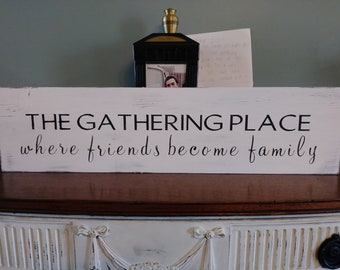 THE GATHERING PLACE
where friends become family